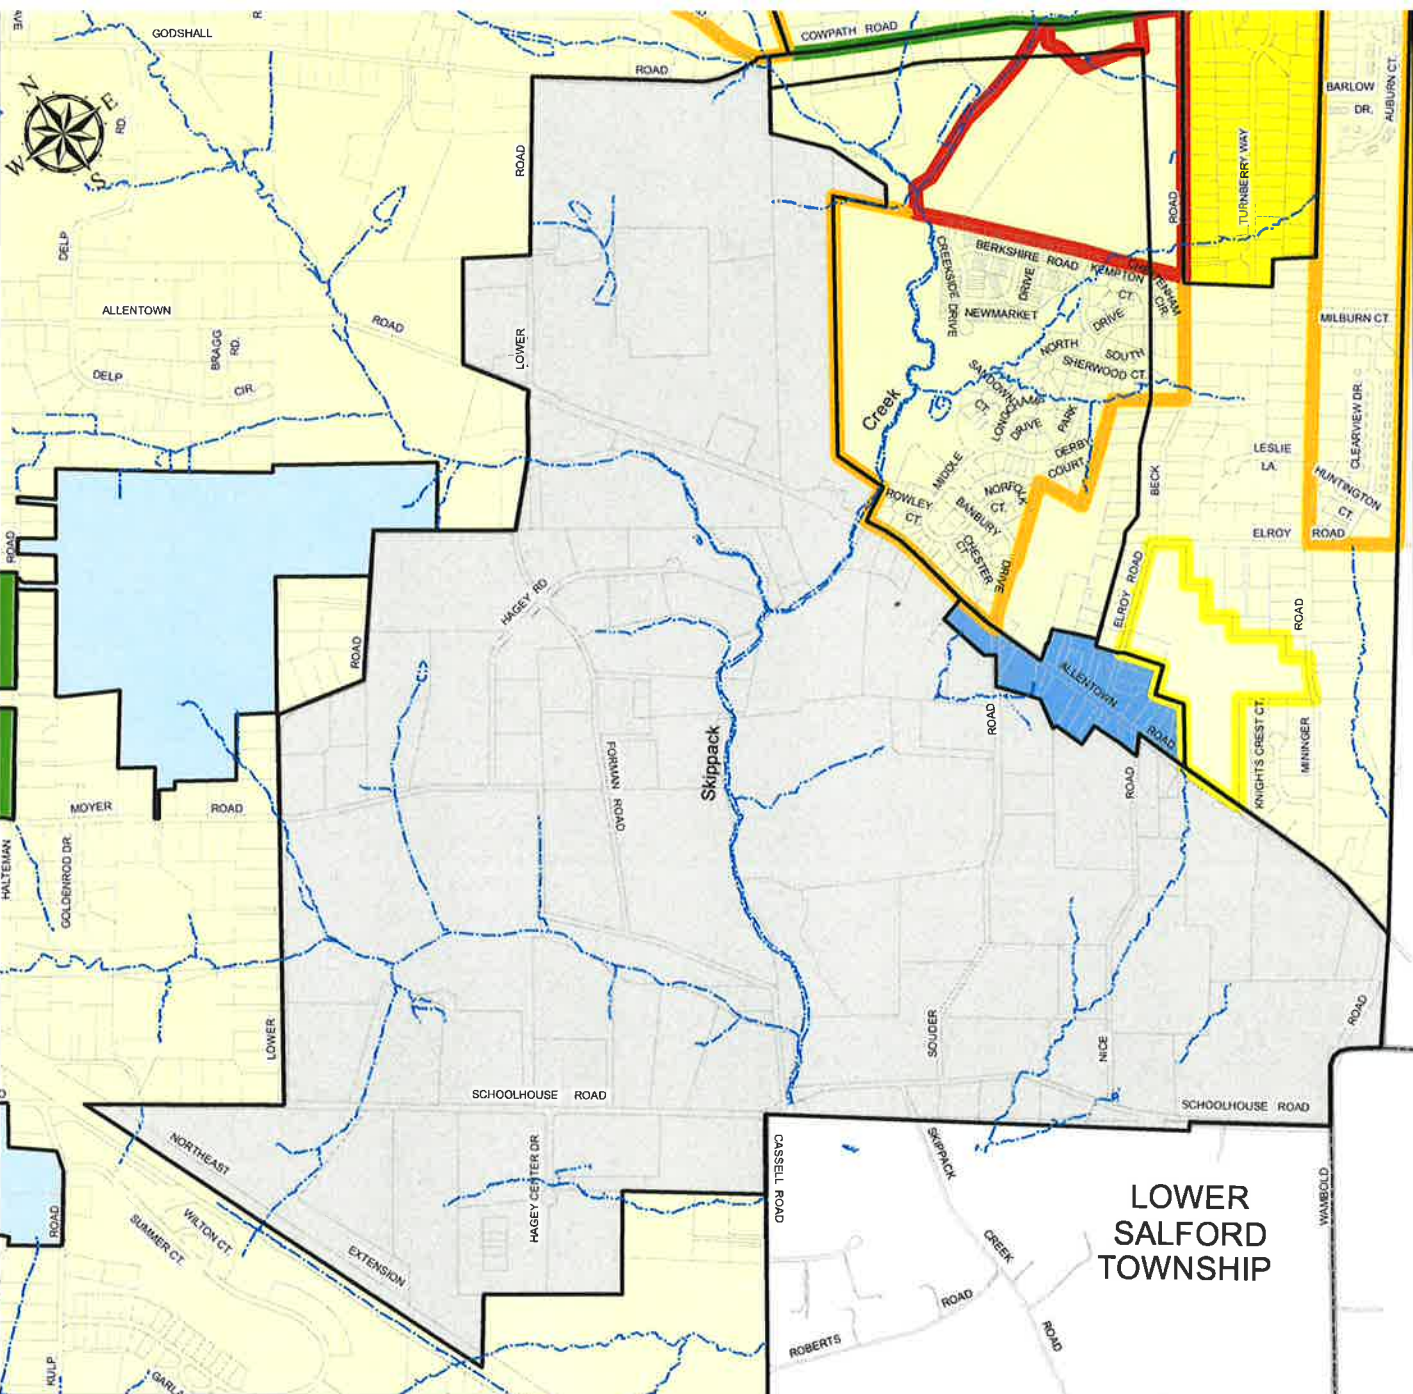 AVE
GODSHALL
R
ROAD
COWPATH ROAD
BARLOW
DR.
AUBURN CT.
N
E
W
S
RD.
ROAD
TURNBERRY WAY
ROAD
DELP
ALLENTOWN
ROAD
BRAGG
RD.
DELP
CIR.
LOWER
CREEKSIDE DRIVE
BERKSHIRE ROAD
KEMPTON
CT.
CHELTENHAM
CIR.
DRIVE
NEWMARKET
DRIVE
NORTH
SOUTH
SHERWOOD CT.
MILBURN CT.
SANDOWN
CT.
LONGCHAMP
DRIVE
PARK
DERBY
COURT
Creek
MIDDLE
ROWLEY
CT.
NORFOLK
CT.
BANBURY
CHESTER
CT.
DRIVE
BECK
LESLIE
LA.
CLEARVIEW DR.
HUNTINGTON
CT.
ELROY ROAD
ELROY ROAD
ROAD
HAGEY RD
ROAD
ROAD
ALLENTOWN
ROAD
ROAD
ROAD
KNIGHTS CREST CT.
MININGER
Skippack
FORMAN ROAD
MOYER ROAD
HALTEMAN
GOLDENROD DR.
LOWER
SOUDER
NICE
ROAD
SCHOOLHOUSE ROAD
SCHOOLHOUSE ROAD
NORTHEAST
EXTENSION
HAGEY CENTER DR
CASSELL ROAD
SKIPPACK
CREEK
ROAD
WAMBOLD
LOWER
SALFORD
TOWNSHIP
ROAD
SUMMER CT.
WILTON CT.
ROBERTS
ROAD
KULP
GARLA